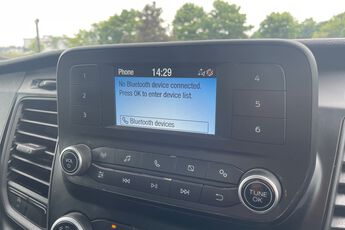 Phone 14:29
No Bluetooth device connected.
Press OK to enter device list.
Bluetooth devices
1
2
3
4
5
6
VOL
TUNE
OK